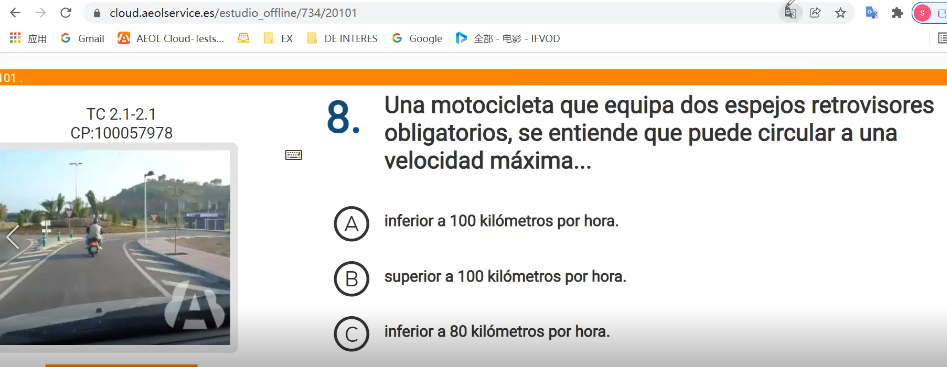 cloud.aeolservice.es/estudio_offline/734/20101
应用 Gmail AEOL Cloud-Tests... EX DE INTERES Google 全部 - 电影 - IFVOD
101 .
TC 2.1-2.1
CP:100057978
8. Una motocicleta que equipa dos espejos retrovisores
obligatorios, se entiende que puede circular a una
velocidad máxima...
A inferior a 100 kilómetros por hora.
B superior a 100 kilómetros por hora.
C inferior a 80 kilómetros por hora.